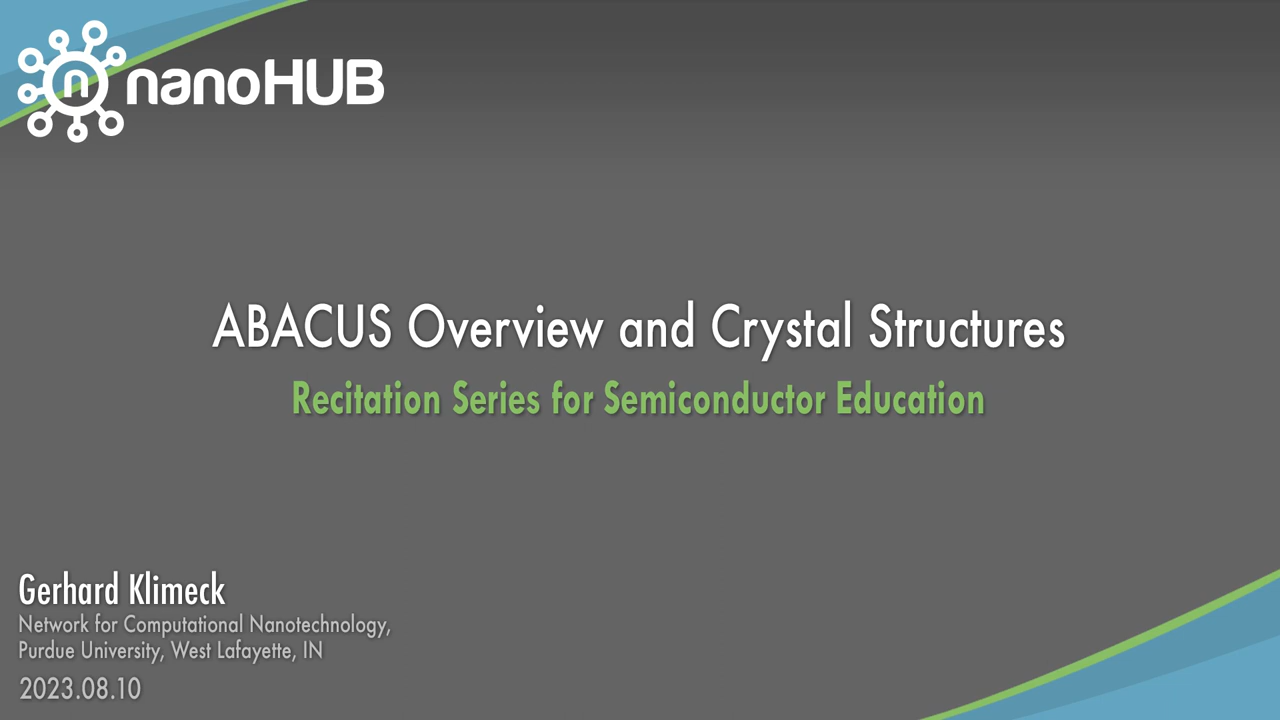 nanoHUB
ABACUS Overview and Crystal Structures
Recitation Series for Semiconductor Education
Gerhard Klimeck
Network for Computational Nanotechnology,
Purdue University, West Lafayette, IN
2023.08.10